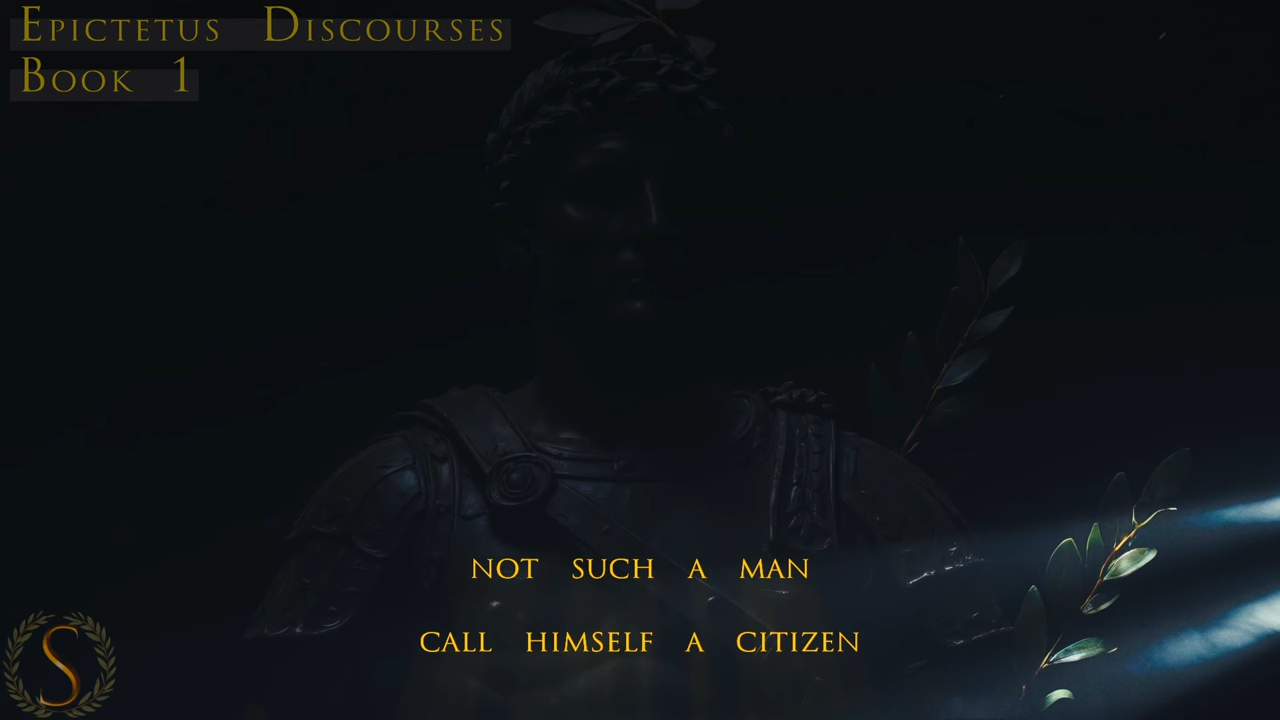 Epictetus Discourses
Book 1
NOT SUCH A MAN
CALL HIMSELF A CITIZEN
S